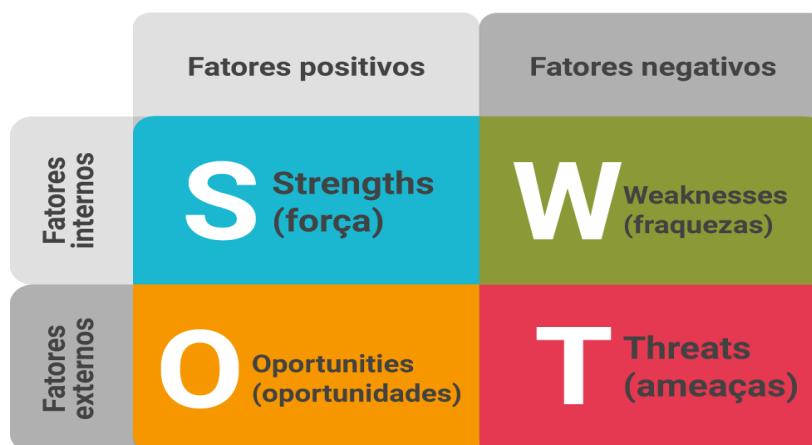 Fatores positivos
Fatores negativos
Fatores
internos
S
Strengths
(força)
W
Weaknesses
(fraquezas)
Fatores
externos
O
Oportunities
(oportunidades)
T
Threats
(ameaças)